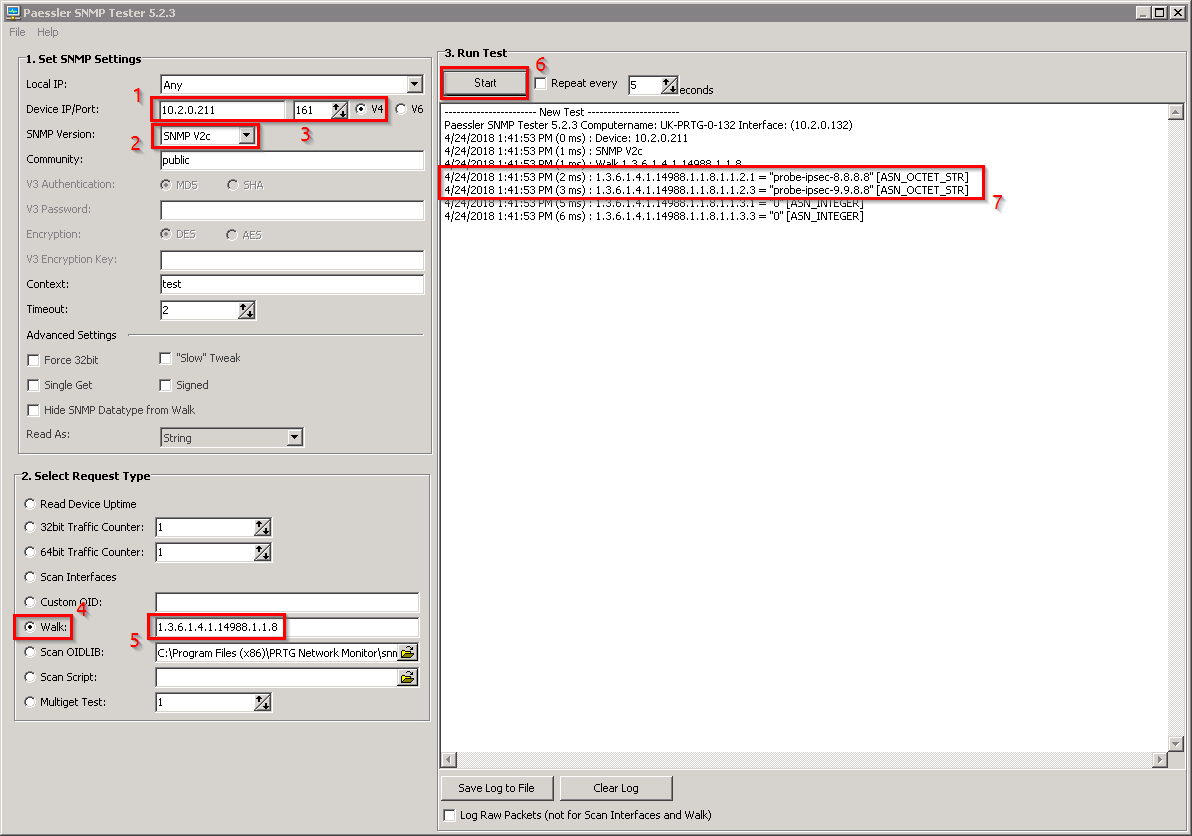 Paessler SNMP Tester 5.2.3
File Help
1. Set SNMP Settings
Local IP: Any
1
Device IP/Port: 10.2.0.211 161 V4 V6
2
SNMP Version: SNMP V2c
3
Community: public
V3 Authentication: MD5 SHA
V3 Password:
Encryption: DES AES
V3 Encryption Key:
Context: test
Timeout: 2
Advanced Settings
Force 32bit "Slow" Tweak
Single Get Signed
Hide SNMP Datatype from Walk
Read As: String
2. Select Request Type
Read Device Uptime
32bit Traffic Counter: 1
64bit Traffic Counter: 1
Scan Interfaces
Custom OID:
4
Walk: 1.3.6.1.4.1.14988.1.1.8
5
Scan OIDLIB: C:\Program Files (x86)\PRTG Network Monitor\snm
Scan Script:
Multiget Test: 1
3. Run Test
6
Start Repeat every 5 econds
----------------------- New Test -----------------------
Paessler SNMP Tester 5.2.3 Computername: UK-PRTG-0-132 Interface: (10.2.0.132)
4/24/2018 1:41:53 PM (0 ms) : Device: 10.2.0.211
4/24/2018 1:41:53 PM (1 ms) : SNMP V2c
4/24/2018 1:41:53 PM (1 ms) : Walk 1.3.6.1.4.1.14988.1.1.8
4/24/2018 1:41:53 PM (2 ms) : 1.3.6.1.4.1.14988.1.1.8.1.1.2.1 = "probe-ipsec-8.8.8.8" [ASN_OCTET_STR]
4/24/2018 1:41:53 PM (3 ms) : 1.3.6.1.4.1.14988.1.1.8.1.1.2.3 = "probe-ipsec-9.9.8.8" [ASN_OCTET_STR]
7
4/24/2018 1:41:53 PM (5 ms) : 1.3.6.1.4.1.14988.1.1.8.1.1.3.1 = "0" [ASN_INTEGER]
4/24/2018 1:41:53 PM (6 ms) : 1.3.6.1.4.1.14988.1.1.8.1.1.3.3 = "0" [ASN_INTEGER]
Save Log to File Clear Log
Log Raw Packets (not for Scan Interfaces and Walk)